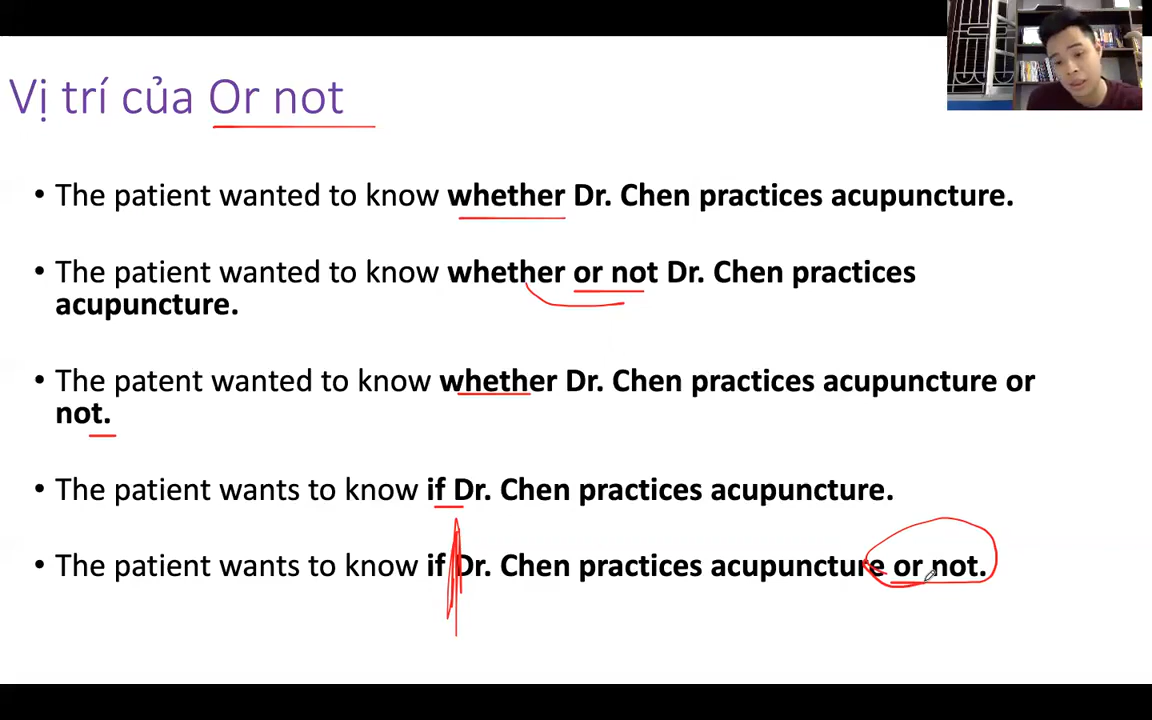 Vị trí của Or not
• The patient wanted to know whether Dr. Chen practices acupuncture.
• The patient wanted to know whether or not Dr. Chen practices
acupuncture.
• The patent wanted to know whether Dr. Chen practices acupuncture or
not.
• The patient wants to know if Dr. Chen practices acupuncture.
• The patient wants to know if Dr. Chen practices acupuncture or not.